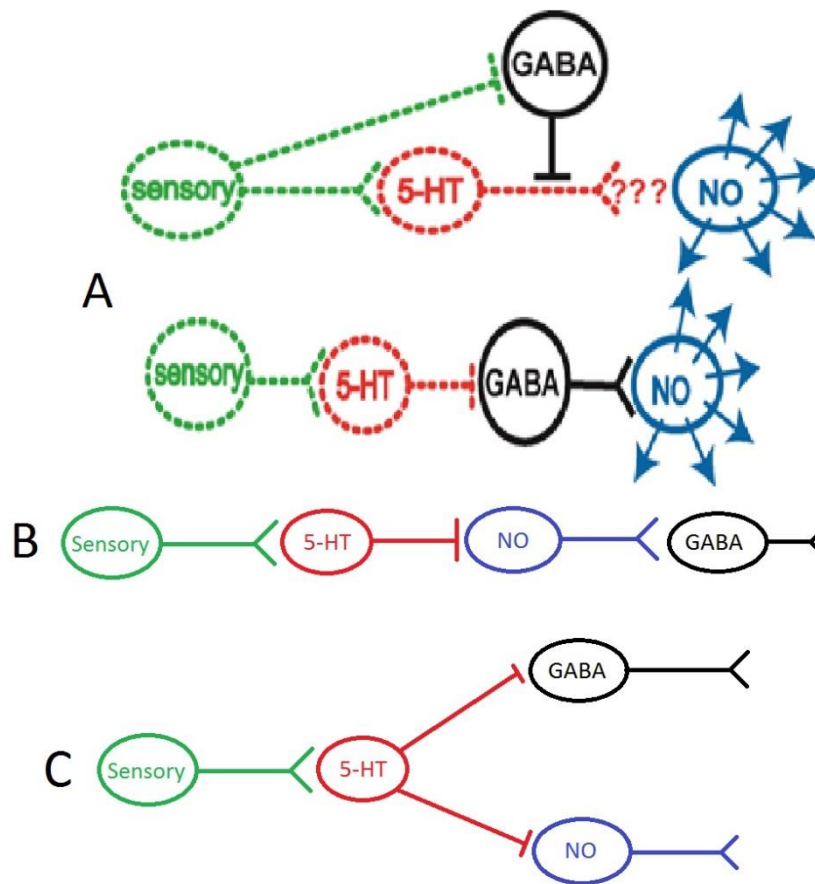 GABA
sensory 5-HT ??? NO
A
sensory 5-HT GABA NO
B Sensory 5-HT NO GABA
GABA
C Sensory 5-HT
NO